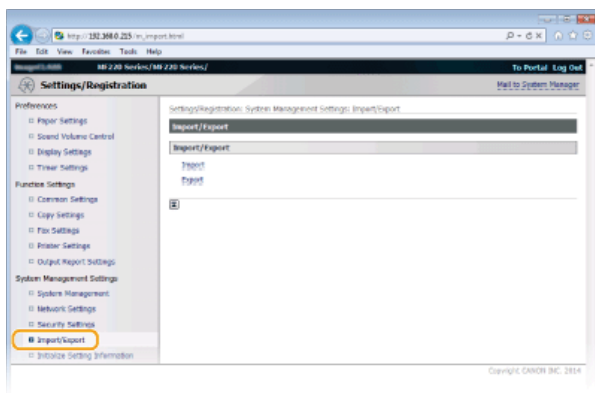 http://192.168.0.215/m_import.html
File Edit View Favorites Tools Help
MF220 Series/MF220 Series/
To Portal Log Out
Settings/Registration
Mail to System Manager
Preferences
Paper Settings
Sound Volume Control
Display Settings
Timer Settings
Function Settings
Common Settings
Copy Settings
Fax Settings
Printer Settings
Output Report Settings
System Management Settings
System Management
Network Settings
Security Settings
Import/Export
Initialize Setting Information
Settings/Registration: System Management Settings: Import/Export
Import/Export
Import/Export
Import
Export
Copyright CANON INC. 2014